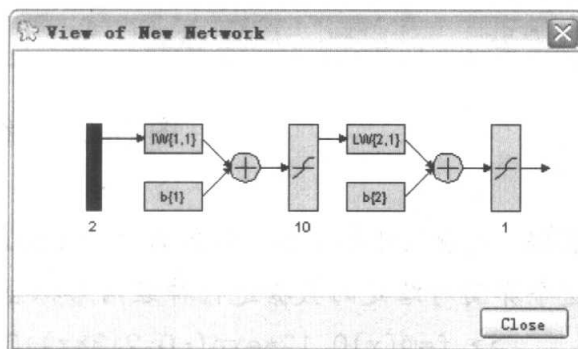 View of New Network
IW{1,1}
LW{2,1}
b{1}
b{2}
2
10
1
Close